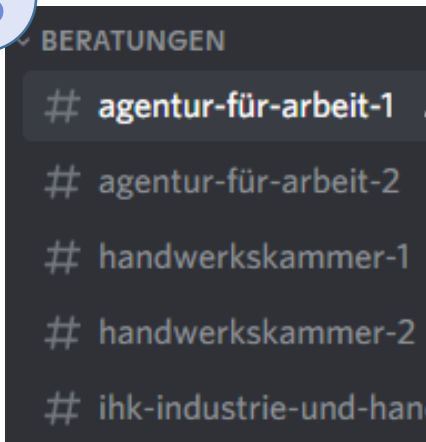 BERATUNGEN
# agentur-für-arbeit-1
# agentur-für-arbeit-2
# handwerkskammer-1
# handwerkskammer-2
# ihk-industrie-und-han